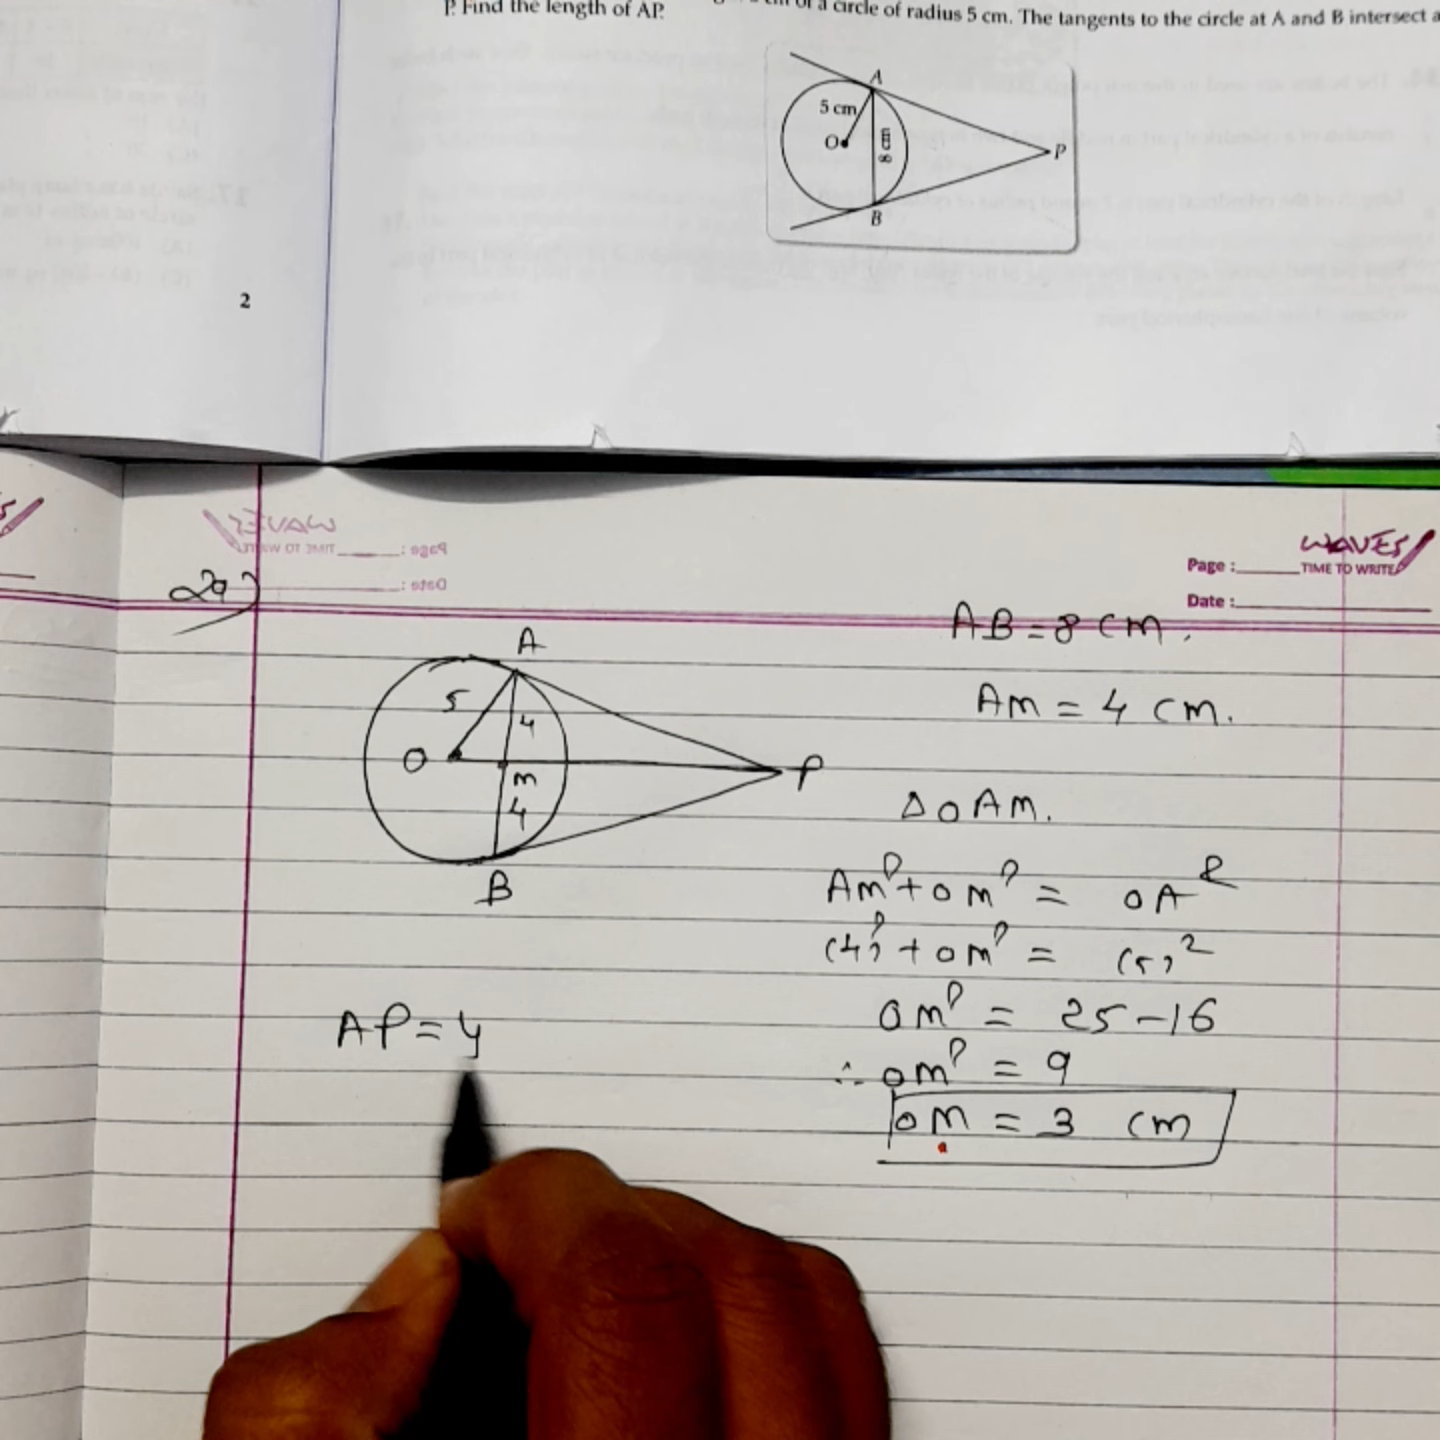 cm of a circle of radius 5 cm. The tangents to the circle at A and B intersect a
P. Find the length of AP.
A
5 cm
O
8 cm
P
B
2
WAVES
Page : TIME TO WRITE
Date :
29)
AB = 8 cm.
A
Am = 4 cm.
5
4
O
m
P
4
ΔOAm.
B
Am² + om² = OA²
(4)² + om² = (5)²
AP = y
om² = 25 - 16
∴ om² = 9
om = 3 cm